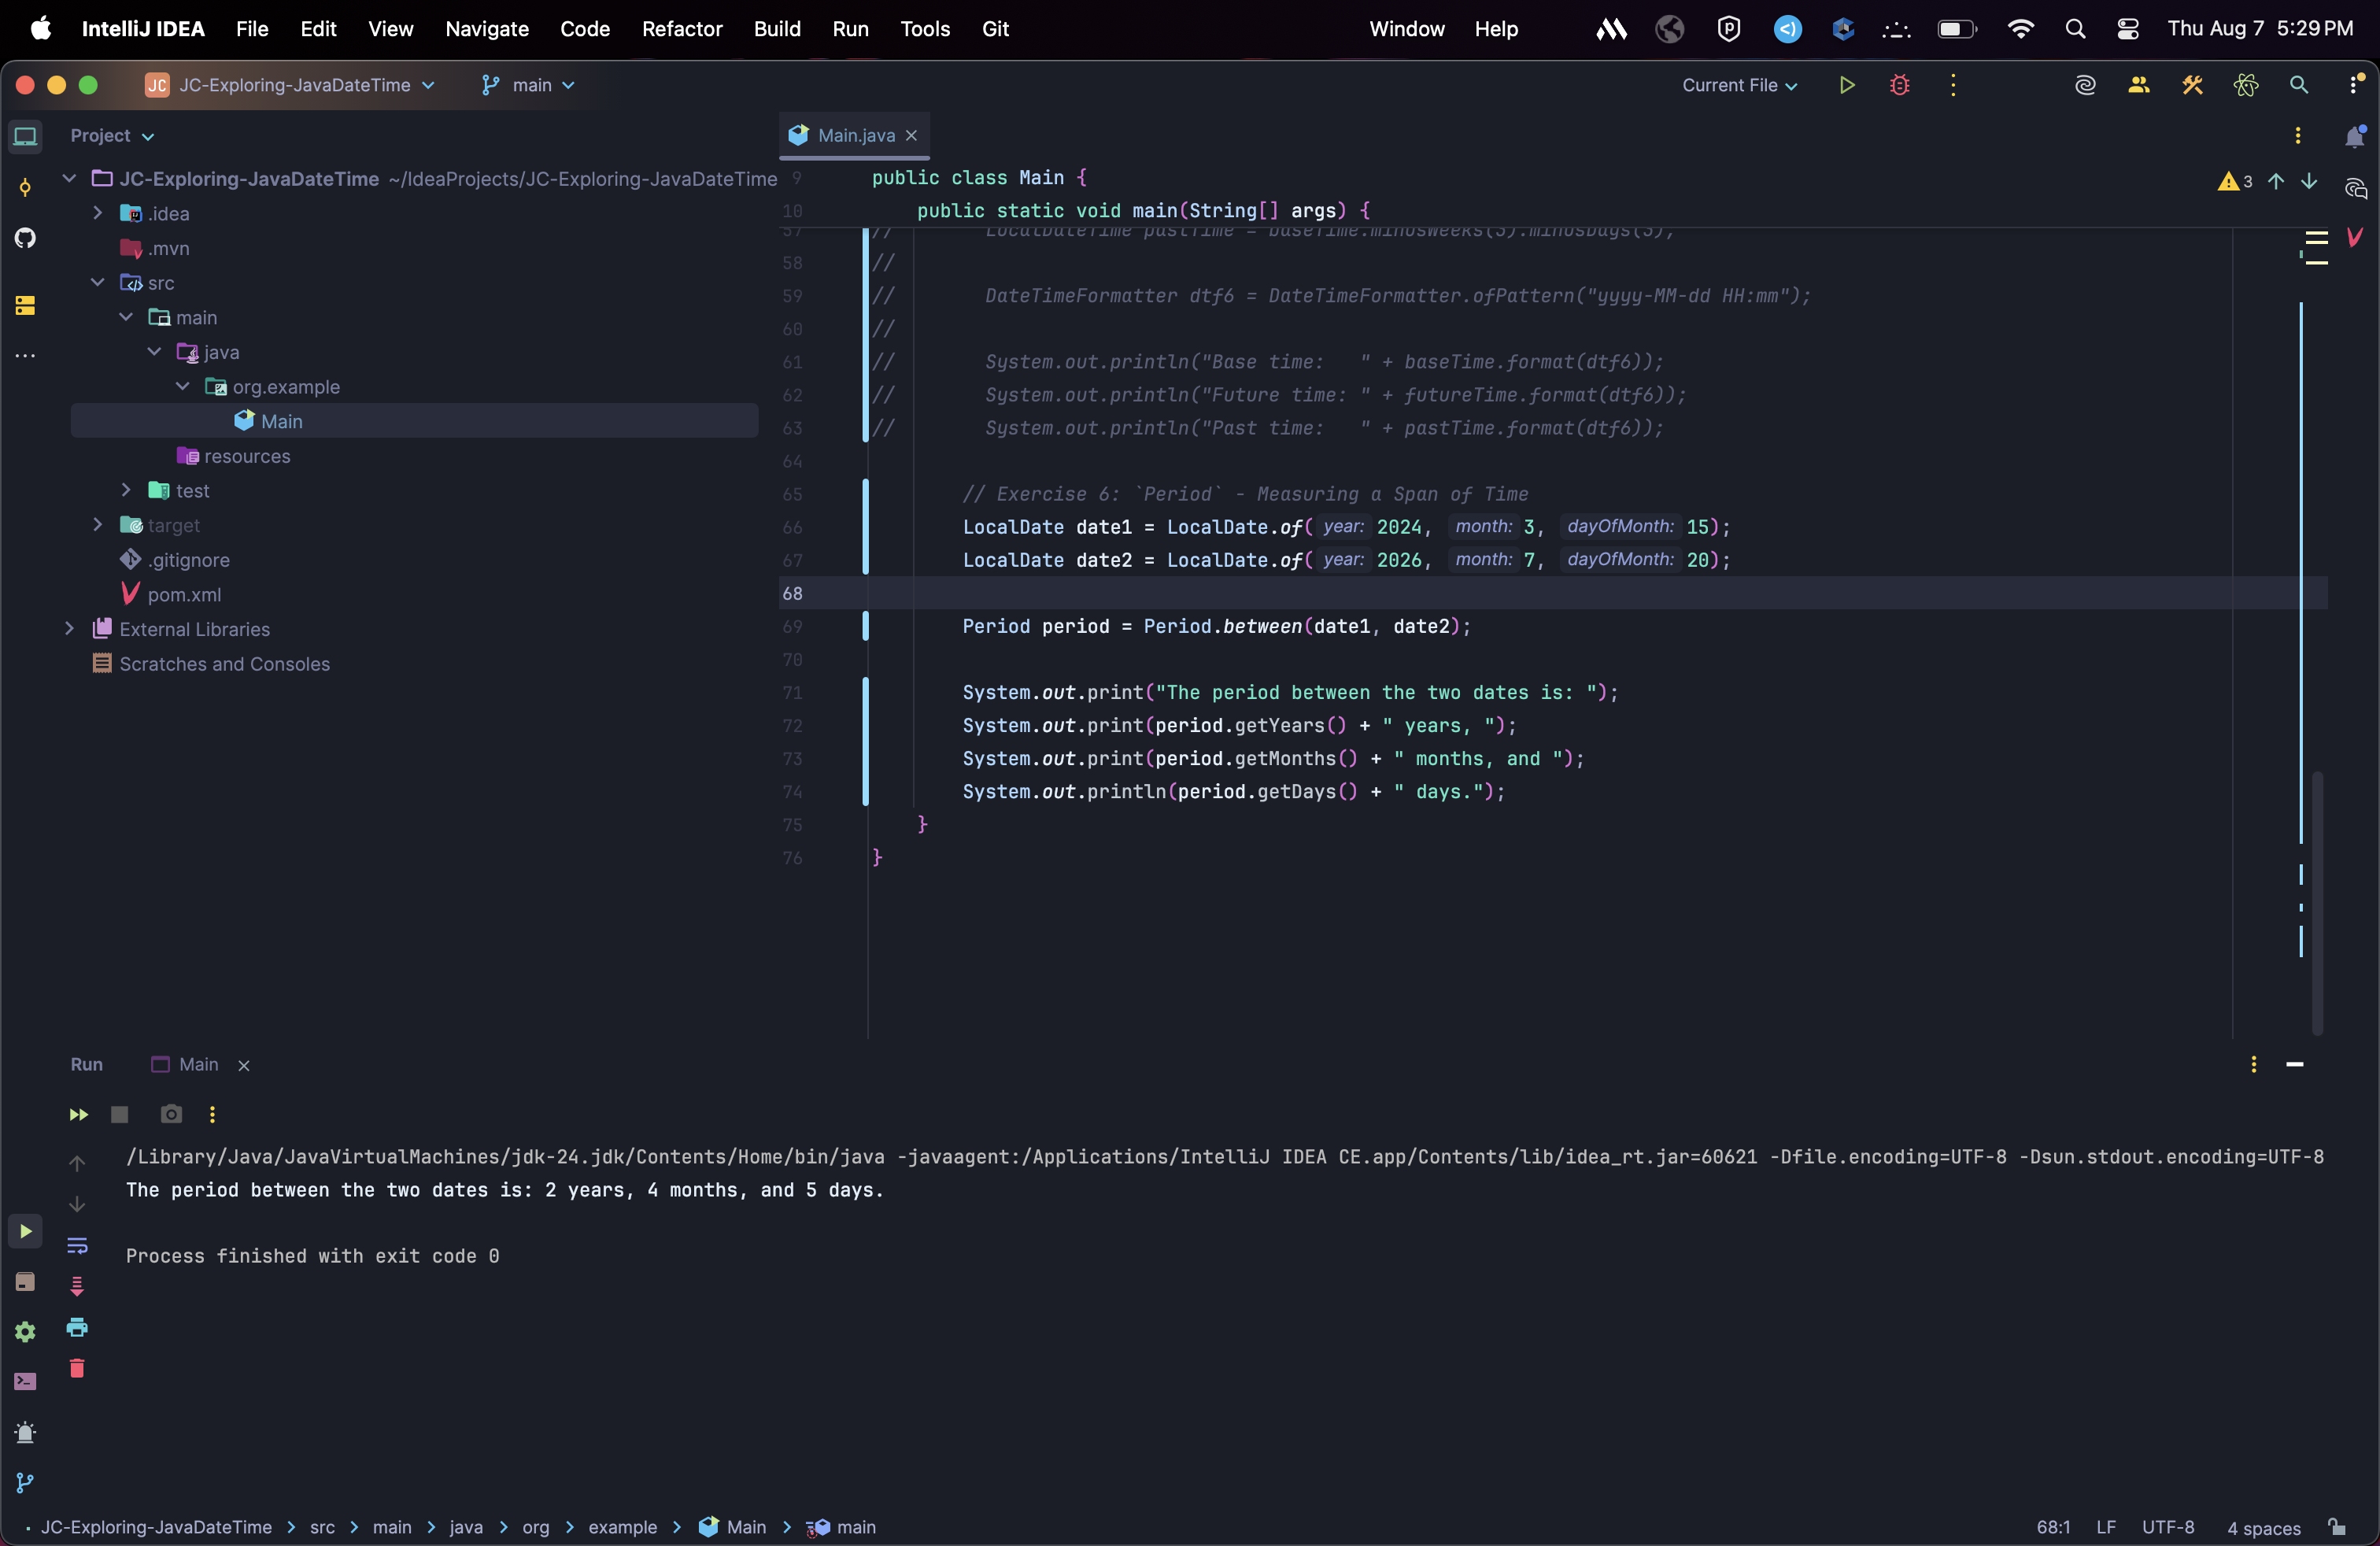 IntelliJ IDEA File Edit View Navigate Code Refactor Build Run Tools Git Window Help Thu Aug 7 5:29 PM
JC JC-Exploring-JavaDateTime main Current File
Project
Main.java
JC-Exploring-JavaDateTime ~/IdeaProjects/JC-Exploring-JavaDateTime
.idea
.mvn
src
main
java
org.example
Main
resources
test
target
.gitignore
pom.xml
External Libraries
Scratches and Consoles
3
9 public class Main {
10 public static void main(String[] args) {
57 // LocalDateTime pastTime = baseTime.minusWeeks(3).minusDays(3);
58 //
59 // DateTimeFormatter dtf6 = DateTimeFormatter.ofPattern("yyyy-MM-dd HH:mm");
60 //
61 // System.out.println("Base time:   " + baseTime.format(dtf6));
62 // System.out.println("Future time: " + futureTime.format(dtf6));
63 // System.out.println("Past time:   " + pastTime.format(dtf6));
64
65 // Exercise 6: `Period` - Measuring a Span of Time
66 LocalDate date1 = LocalDate.of( year: 2024, month: 3, dayOfMonth: 15);
67 LocalDate date2 = LocalDate.of( year: 2026, month: 7, dayOfMonth: 20);
68
69 Period period = Period.between(date1, date2);
70
71 System.out.print("The period between the two dates is: ");
72 System.out.print(period.getYears() + " years, ");
73 System.out.print(period.getMonths() + " months, and ");
74 System.out.println(period.getDays() + " days.");
75 }
76 }
Run Main
/Library/Java/JavaVirtualMachines/jdk-24.jdk/Contents/Home/bin/java -javaagent:/Applications/IntelliJ IDEA CE.app/Contents/lib/idea_rt.jar=60621 -Dfile.encoding=UTF-8 -Dsun.stdout.encoding=UTF-8
The period between the two dates is: 2 years, 4 months, and 5 days.
Process finished with exit code 0
JC-Exploring-JavaDateTime > src > main > java > org > example > Main > main 68:1 LF UTF-8 4 spaces